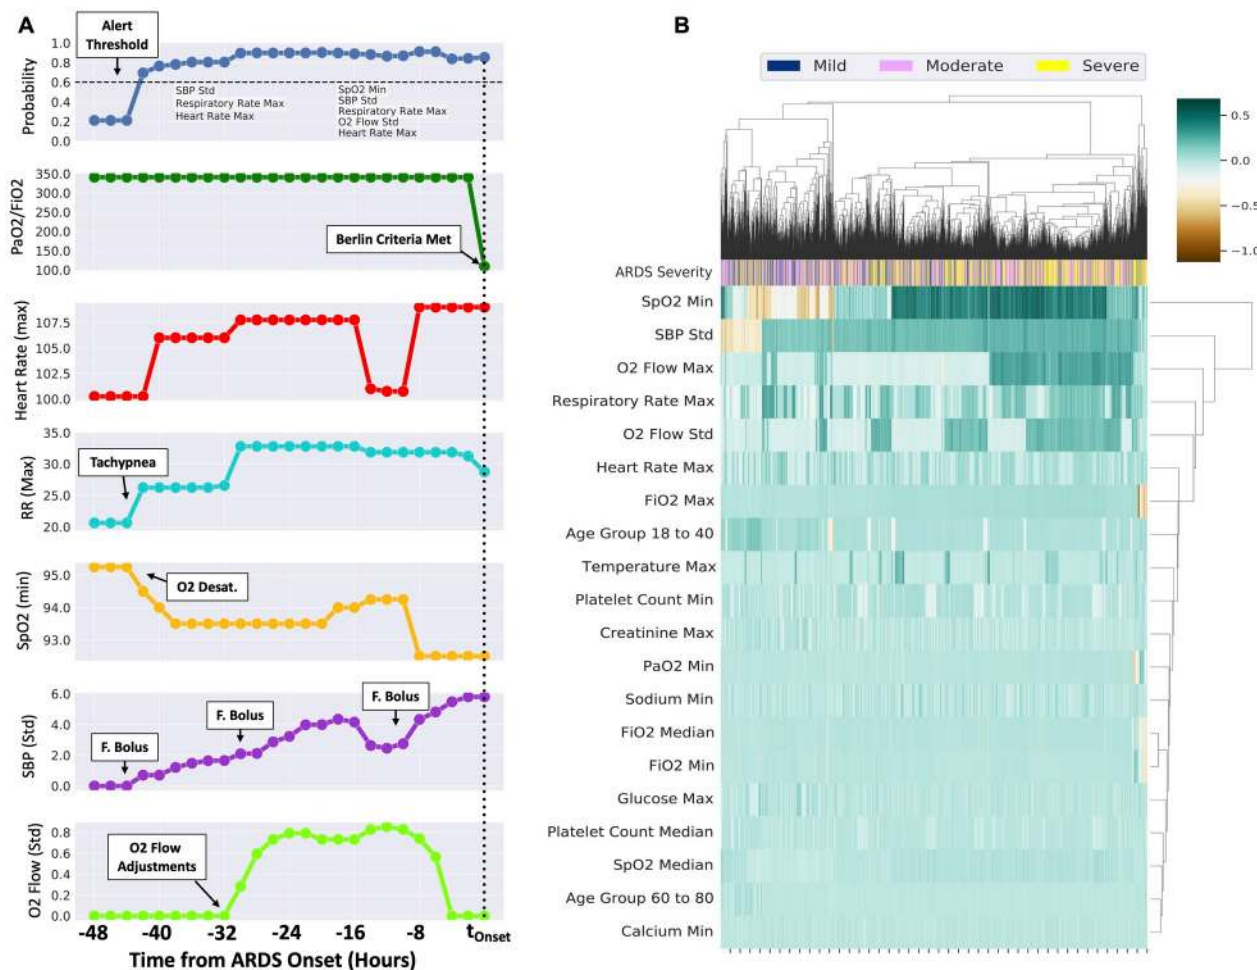 A
Alert
Threshold
Probability
1.0
0.8
0.6
0.4
0.2
0.0
SBP Std
Respiratory Rate Max
Heart Rate Max
SpO2 Min
SBP Std
Respiratory Rate Max
O2 Flow Std
Heart Rate Max
PaO2/FiO2
350.0
300.0
250.0
200.0
150.0
100.0
Berlin Criteria Met
Heart Rate (max)
107.5
105.0
102.5
100.0
RR (Max)
35.0
30.0
25.0
20.0
Tachypnea
SpO2 (min)
95.0
94.0
93.0
O2 Desat.
SBP (Std)
6.0
4.0
2.0
0.0
F. Bolus
F. Bolus
F. Bolus
O2 Flow (Std)
0.8
0.6
0.4
0.2
0.0
O2 Flow
Adjustments
-48 -40 -32 -24 -16 -8 tOnset
Time from ARDS Onset (Hours)
B
Mild Moderate Severe
0.5
0.0
−0.5
−1.0
ARDS Severity
SpO2 Min
SBP Std
O2 Flow Max
Respiratory Rate Max
O2 Flow Std
Heart Rate Max
FiO2 Max
Age Group 18 to 40
Temperature Max
Platelet Count Min
Creatinine Max
PaO2 Min
Sodium Min
FiO2 Median
FiO2 Min
Glucose Max
Platelet Count Median
SpO2 Median
Age Group 60 to 80
Calcium Min